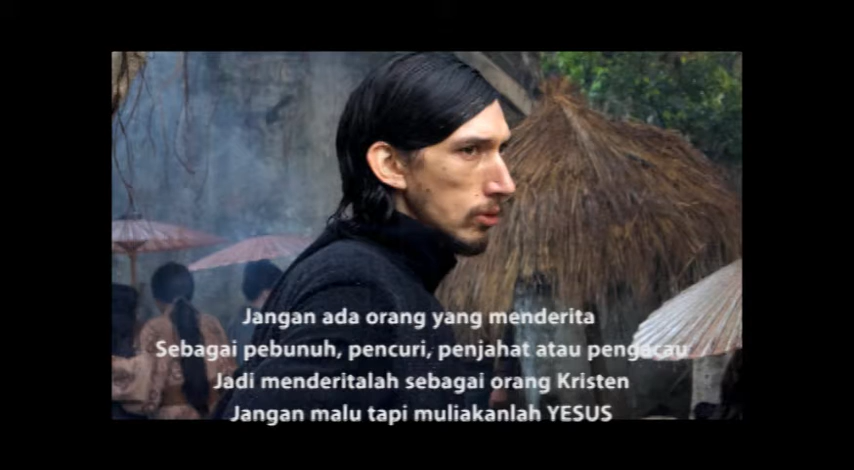 Jangan ada orang yang menderita
Sebagai pebunuh, pencuri, penjahat atau pengacau
Jadi menderitalah sebagai orang Kristen
Jangan malu tapi muliakanlah YESUS